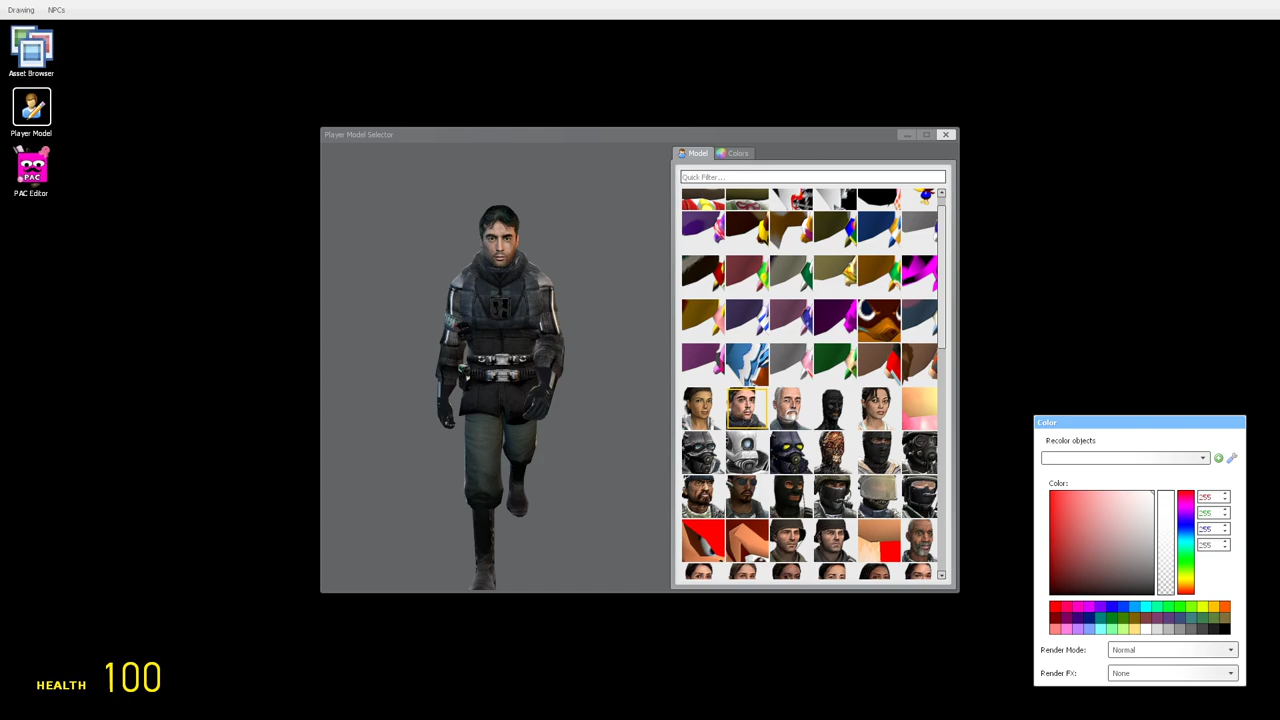 Drawing NPCs
Asset Browser
Player Model
PAC
PAC Editor
Player Model Selector
Model Colors
Quick Filter...
Color
Recolor objects
Color:
255
255
255
255
Render Mode: Normal
Render FX: None
HEALTH 100